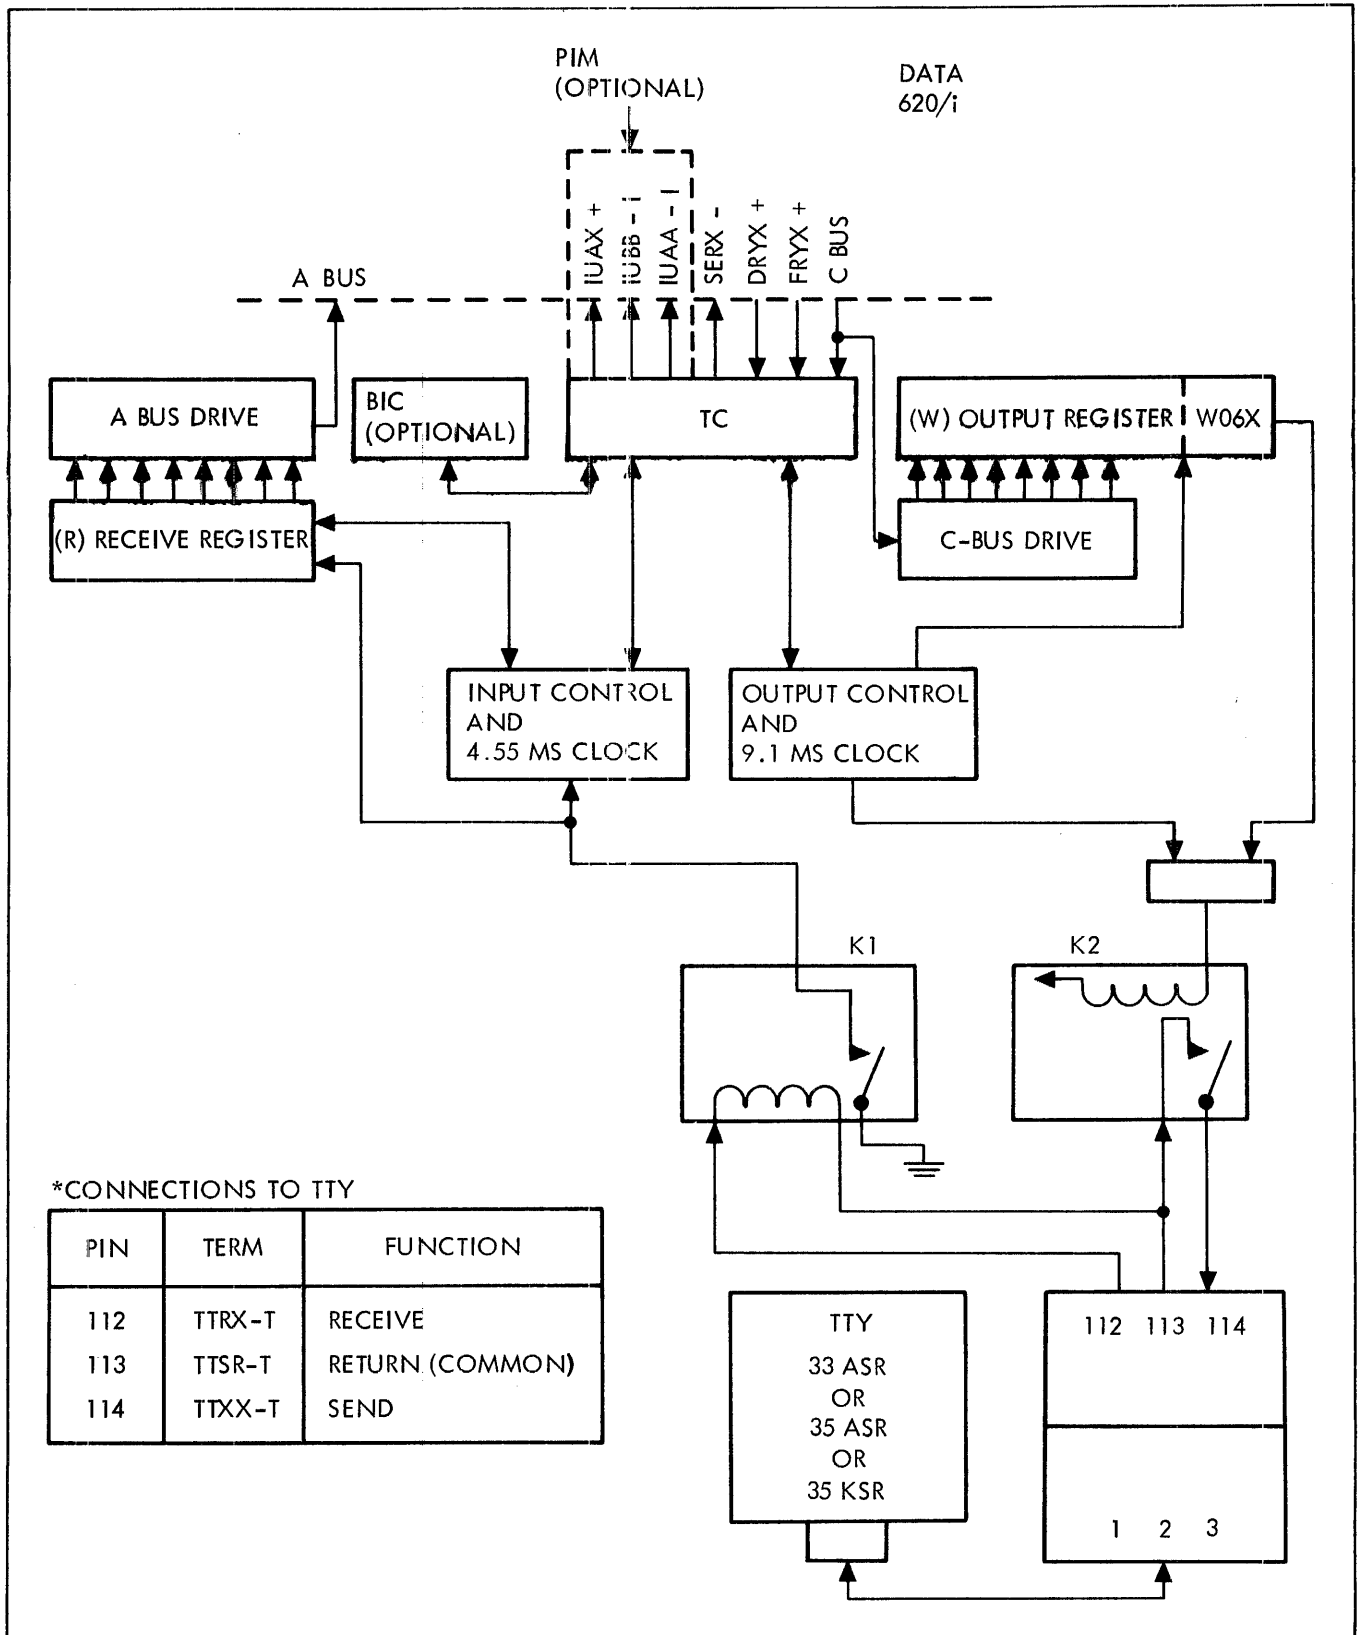 PIM
(OPTIONAL)
DATA
620/i
IUAX +
IUBB - I
IUAA - I
SERX -
DRYX +
FRYX +
C BUS
A BUS
A BUS DRIVE
BIC
(OPTIONAL)
TC
(W) OUTPUT REGISTER
W06X
(R) RECEIVE REGISTER
C-BUS DRIVE
INPUT CONTROL
AND
4.55 MS CLOCK
OUTPUT CONTROL
AND
9.1 MS CLOCK
K1
K2
*CONNECTIONS TO TTY
PIN TERM FUNCTION
112 TTRX-T RECEIVE
113 TTSR-T RETURN (COMMON)
114 TTXX-T SEND
TTY
33 ASR
OR
35 ASR
OR
35 KSR
112 113 114
1 2 3